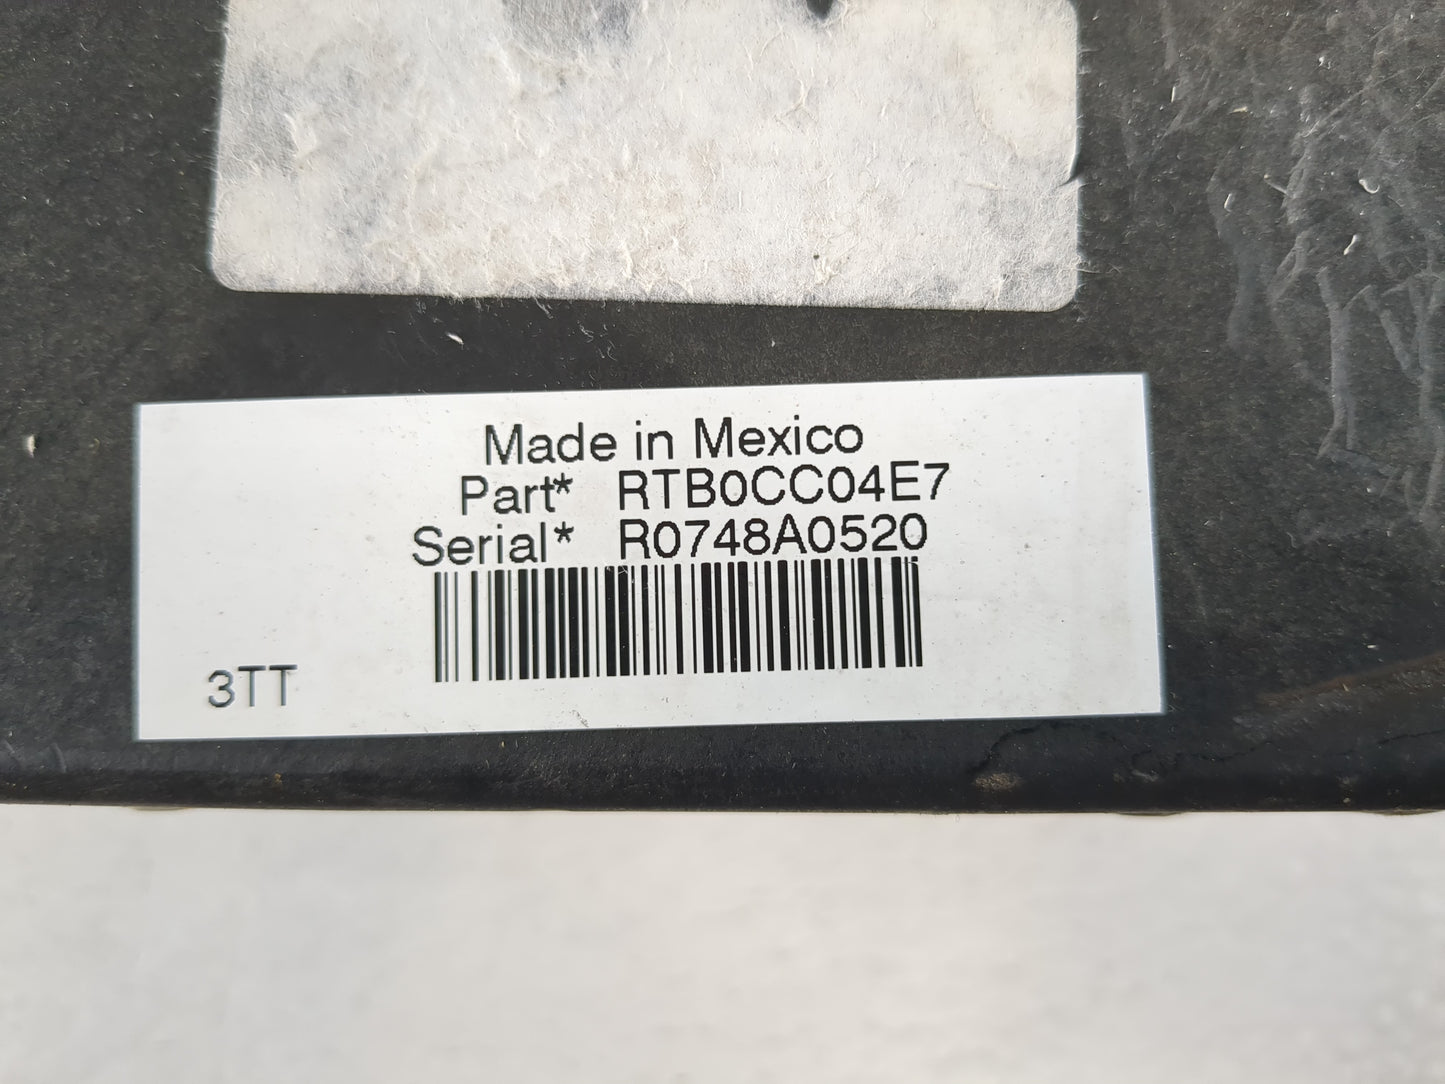 Made in Mexico
Part* RTB0CC04E7
Serial* R0748A0520
3TT